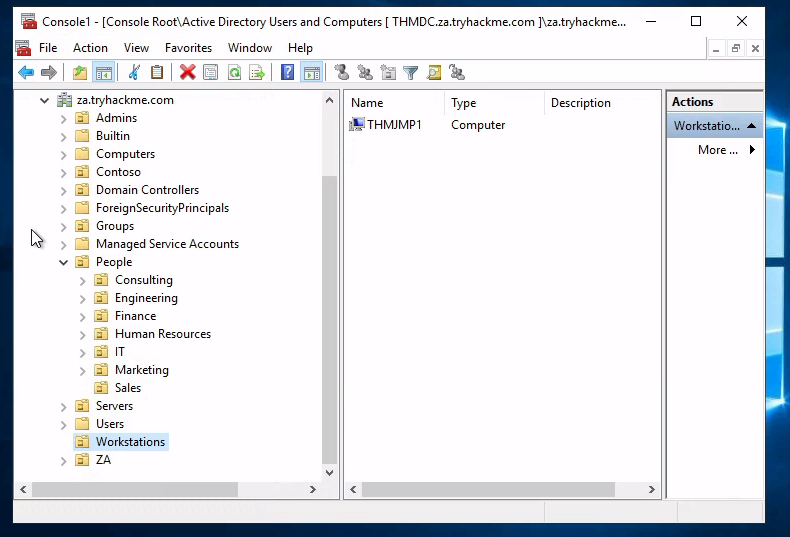 Console1 - [Console Root\Active Directory Users and Computers [ THMDC.za.tryhackme.com ]\za.tryhackme...
File Action View Favorites Window Help
za.tryhackme.com
Admins
Builtin
Computers
Contoso
Domain Controllers
ForeignSecurityPrincipals
Groups
Managed Service Accounts
People
Consulting
Engineering
Finance
Human Resources
IT
Marketing
Sales
Servers
Users
Workstations
ZA
Name Type Description
THMJMP1 Computer
Actions
Workstatio...
More ...